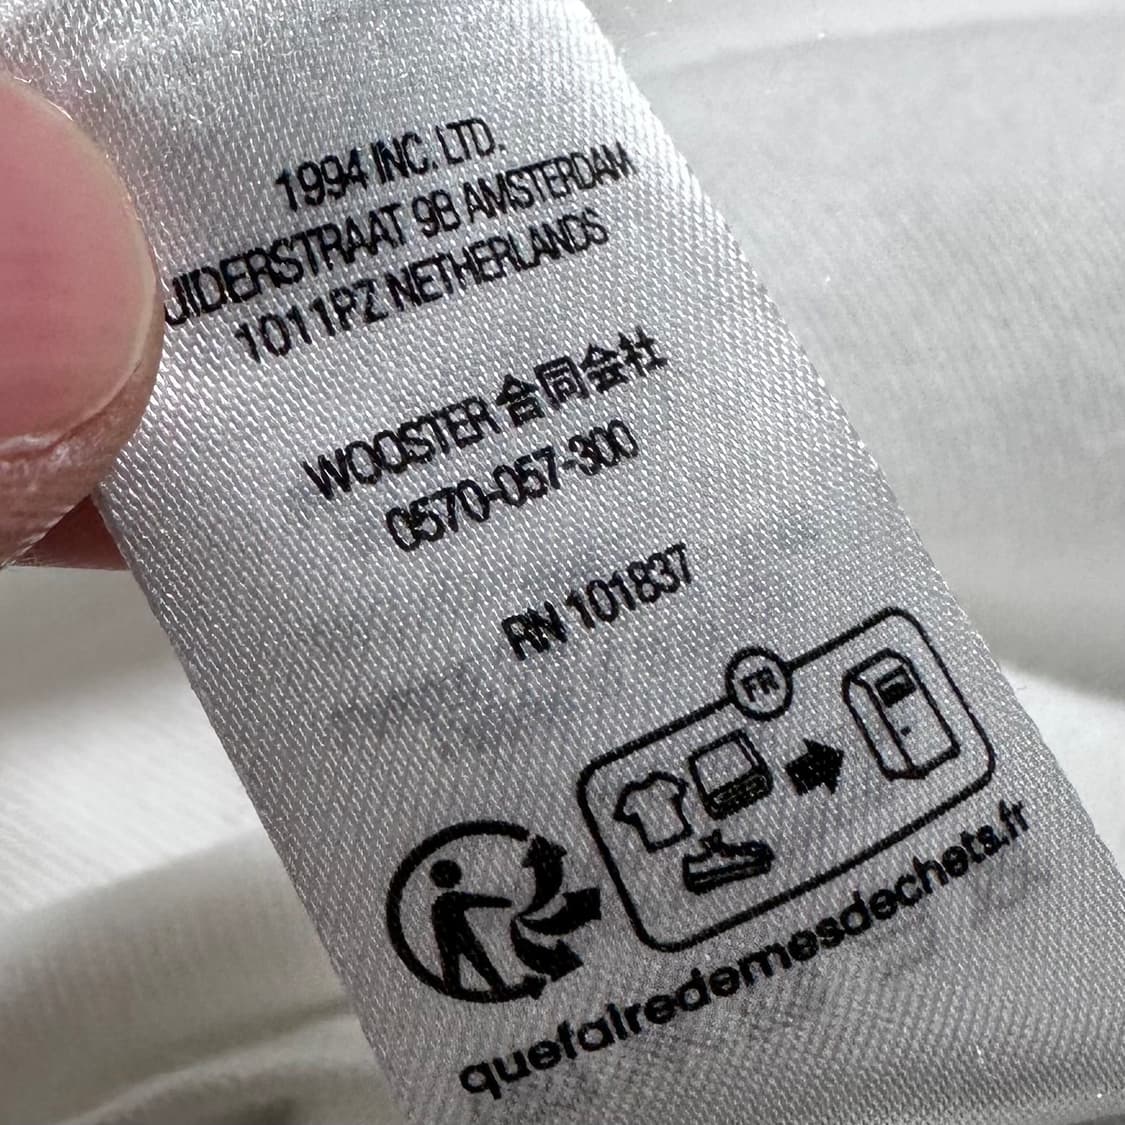 1994 INC. LTD.
UIDERSTRAAT 9B AMSTERDAM
1011PZ NETHERLANDS
WOOSTER 合同会社
0570-057-300
RN 101837
FR
quefairedemesdechets.fr